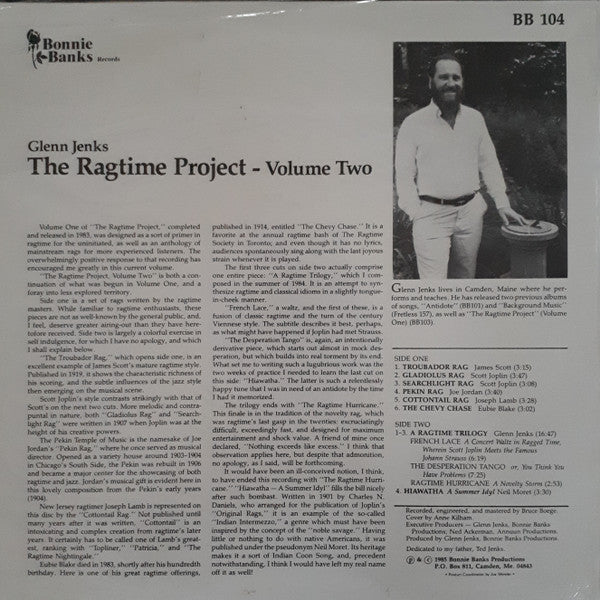 BB 104
Bonnie
Banks Records
Glenn Jenks
The Ragtime Project - Volume Two
Volume One of "The Ragtime Project," completed
and released in 1983, was designed as a sort of primer in
ragtime for the uninitiated, as well as an anthology of
mainstream rags for more experienced listeners. The
overwhelmingly positive response to that recording has
encouraged me greatly in this current volume.
"The Ragtime Project, Volume Two" is both a con-
tinuation of what was begun in Volume One, and a
foray into less explored territory.
Side one is a set of rags written by the ragtime
masters. While familiar to ragtime enthusiasts, these
pieces are not as well-known by the general public, and,
I feel, deserve greater airing-out than they have here-
tofore received. Side two is largely a colorful exercise in
self indulgence, for which I have no apology, and which
I shall explain below.
"The Troubador Rag," which opens side one, is an
excellent example of James Scott's mature ragtime style.
Published in 1919, it shows the characteristic richness of
his scoring, and the subtle influences of the jazz style
then emerging on the musical scene.
Scott Joplin's style contrasts strikingly with that of
Scott's on the next two cuts. More melodic and contra-
puntal in nature, both "Gladiolus Rag" and "Search-
light Rag" were written in 1907 when Joplin was at the
height of his creative powers.
The Pekin Temple of Music is the namesake of Joe
Jordan's "Pekin Rag," where he once served as musical
director. Opened as a variety house around 1903-1904
in Chicago's South Side, the Pekin was rebuilt in 1906
and became a major center for the showcasing of both
ragtime and jazz. Jordan's musical gift is evident here in
this lovely composition from the Pekin's early years
(1904).
New Jersey ragtimer Joseph Lamb is represented on
this disc by the "Cottontail Rag." Not published until
many years after it was written, "Cottontail" is an
intoxicating and complex creation from ragtime's later
years. It certainly has to be called one of Lamb's great-
est, ranking with "Topliner," "Patricia," and "The
Ragtime Nightingale."
Eubie Blake died in 1983, shortly after his hundredth
birthday. Here is one of his great ragtime offerings,
published in 1914, entitled "The Chevy Chase." It is a
favorite at the annual ragtime bash of The Ragtime
Society in Toronto; and even though it has no lyrics,
audiences spontaneously sing along with the last joyous
strain whenever it is played.
The first three cuts on side two actually comprise
one entire piece: "A Ragtime Trilogy," which I com-
posed in the summer of 1984. It is an attempt to syn-
thesize ragtime and classical idioms in a slightly tongue-
in-cheek manner.
"French Lace," a waltz, and the first of these, is a
fusion of classic ragtime and the turn of the century
Viennese style. The subtitle describes it best, perhaps,
as what might have happened if Joplin had met Strauss.
"The Desperation Tango" is, again, an intentionally
derivative piece, which starts out almost in mock des-
peration, but which builds into real torment by its end.
What set me to writing such a lugubrious work was the
two weeks of practice I needed to learn the last cut on
this side: "Hiawatha." The latter is such a relentlessly
happy tune that I was in need of an antidote by the time
I had it memorized.
The trilogy ends with "The Ragtime Hurricane."
This finale is in the tradition of the novelty rag, which
was ragtime's last gasp in the twenties: excruciatingly
difficult, exceedingly fast, and designed for maximum
entertainment and shock value. A friend of mine once
declared, "Nothing exceeds like excess." I think that
observation applies here, but despite that admonition,
no apology, as I said, will be forthcoming.
It would have been an ill-conceived notion, I think,
to have ended this recording with "The Ragtime Hurri-
cane." "Hiawatha — A Summer Idyl" fills the bill nicely
after such bombast. Written in 1901 by Charles N.
Daniels, who arranged for the publication of Joplin's
"Original Rags," it is an example of the so-called
"Indian Intermezzo," a genre which must have been
inspired by the concept of the "noble savage." Having
little or nothing to do with native Americans, it was
published under the pseudonym Neil Moret. Its heritage
makes it a sort of Indian Coon Song, and, precedent
notwithstanding, I think I would have left my real name
off it as well!
Glenn Jenks lives in Camden, Maine where he per-
forms and teaches. He has released two previous albums
of songs, "Antidote" (BB101) and "Background Music"
(Fretless 157), as well as "The Ragtime Project" (Volume
One) (BB103).
SIDE ONE
1. TROUBADOR RAG James Scott (3:15)
2. GLADIOLUS RAG Scott Joplin (3:47)
3. SEARCHLIGHT RAG Scott Joplin (3:08)
4. PEKIN RAG Joe Jordan (3:40)
5. COTTONTAIL RAG Joseph Lamb (3:28)
6. THE CHEVY CHASE Eubie Blake (3:01)
SIDE TWO
1-3. A RAGTIME TRILOGY Glenn Jenks (16:47)
FRENCH LACE A Concert Waltz in Ragged Time,
Wherein Scott Joplin Meets the Famous
Johann Strauss (6:19)
THE DESPERATION TANGO or, You Think You
Have Problems (7:25)
RAGTIME HURRICANE A Novelty Storm (2:53)
4. HIAWATHA A Summer Idyl Neil Moret (3:30)
Recorded, engineered, and mastered by Bruce Boege.
Cover by Anne Kilham.
Executive Producers — Glenn Jenks, Bonnie Banks
Productions, Ned Ackerman, Annuun Productions.
Produced by Glenn Jenks, Bonnie Banks Productions.
Dedicated to my father, Ted Jenks.
℗ & © 1985 Bonnie Banks Productions
P.O. Box 811, Camden, Me. 04843